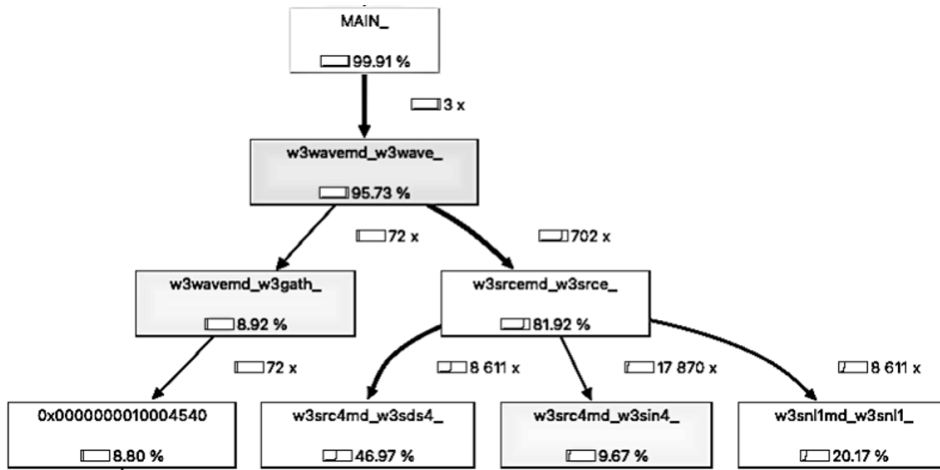 MAIN_
99.91 %
3 x
w3wavemd_w3wave_
95.73 %
72 x
702 x
w3wavemd_w3gath_
w3srcemd_w3srce_
8.92 %
81.92 %
72 x
8 611 x
17 870 x
8 611 x
0x0000000010004540
w3src4md_w3sds4_
w3src4md_w3sin4_
w3snl1md_w3snl1_
8.80 %
46.97 %
9.67 %
20.17 %